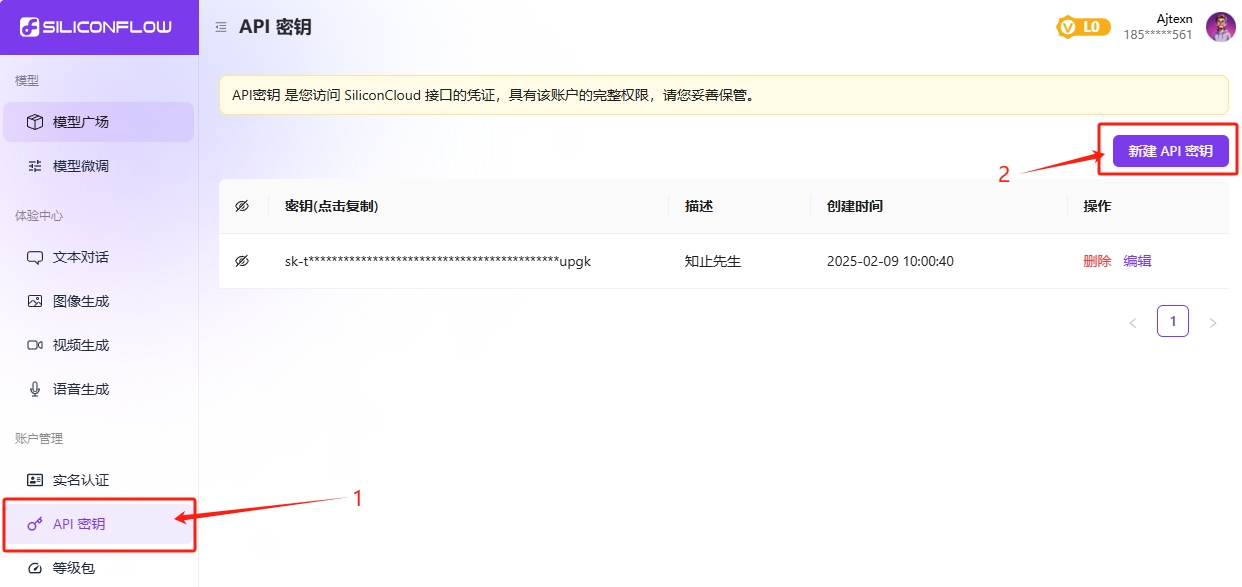 SILICONFLOW
API 密钥
L0
Ajtexn
185*****561
模型
模型广场
模型微调
体验中心
文本对话
图像生成
视频生成
语音生成
账户管理
实名认证
API 密钥
等级包
1
API密钥 是您访问 SiliconCloud 接口的凭证，具有该账户的完整权限，请您妥善保管。
新建 API 密钥
2
密钥(点击复制) 描述 创建时间 操作
sk-t********************************************upgk 知止先生 2025-02-09 10:00:40 删除 编辑
< 1 >